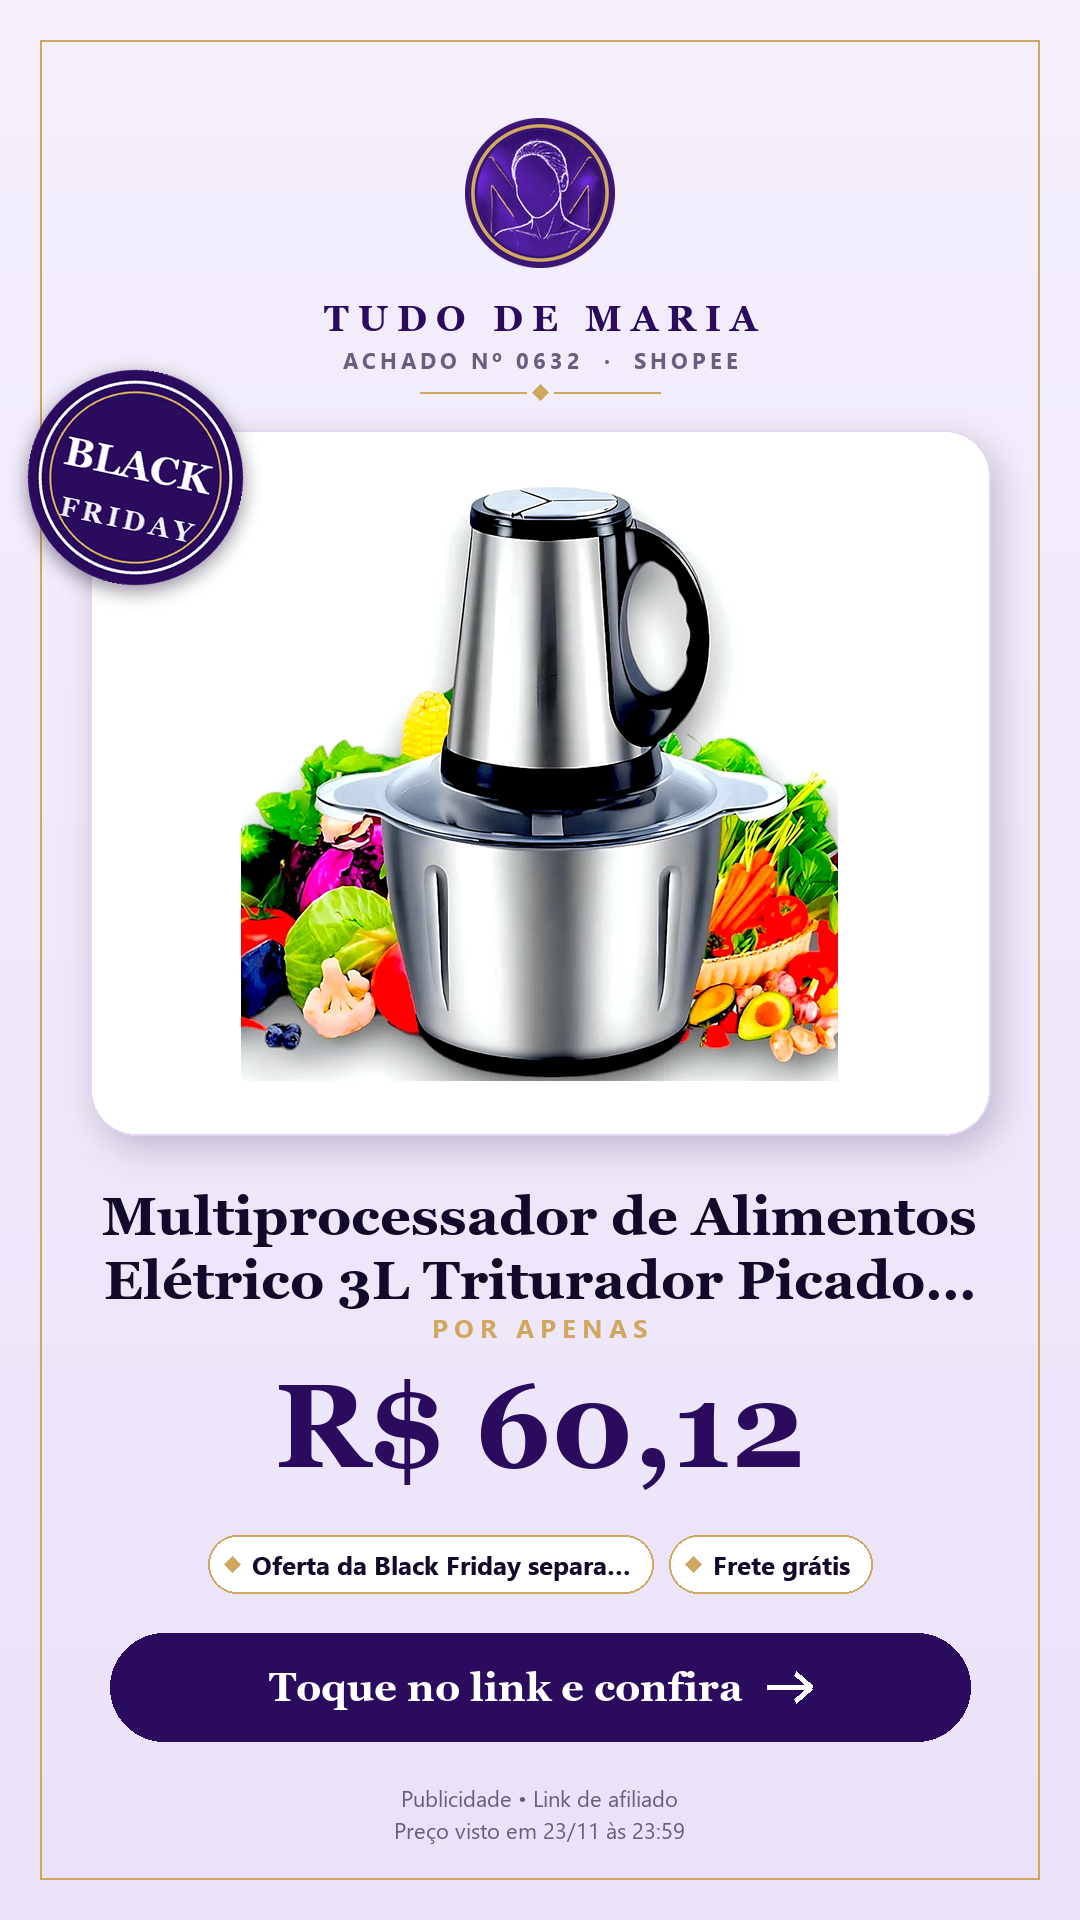 TUDO DE MARIA
ACHADO Nº 0632 · SHOPEE
BLACK
FRIDAY
Multiprocessador de Alimentos
Elétrico 3L Triturador Picado...
POR APENAS
R$ 60,12
Oferta da Black Friday separa...
Frete grátis
Toque no link e confira →
Publicidade • Link de afiliado
Preço visto em 23/11 às 23:59